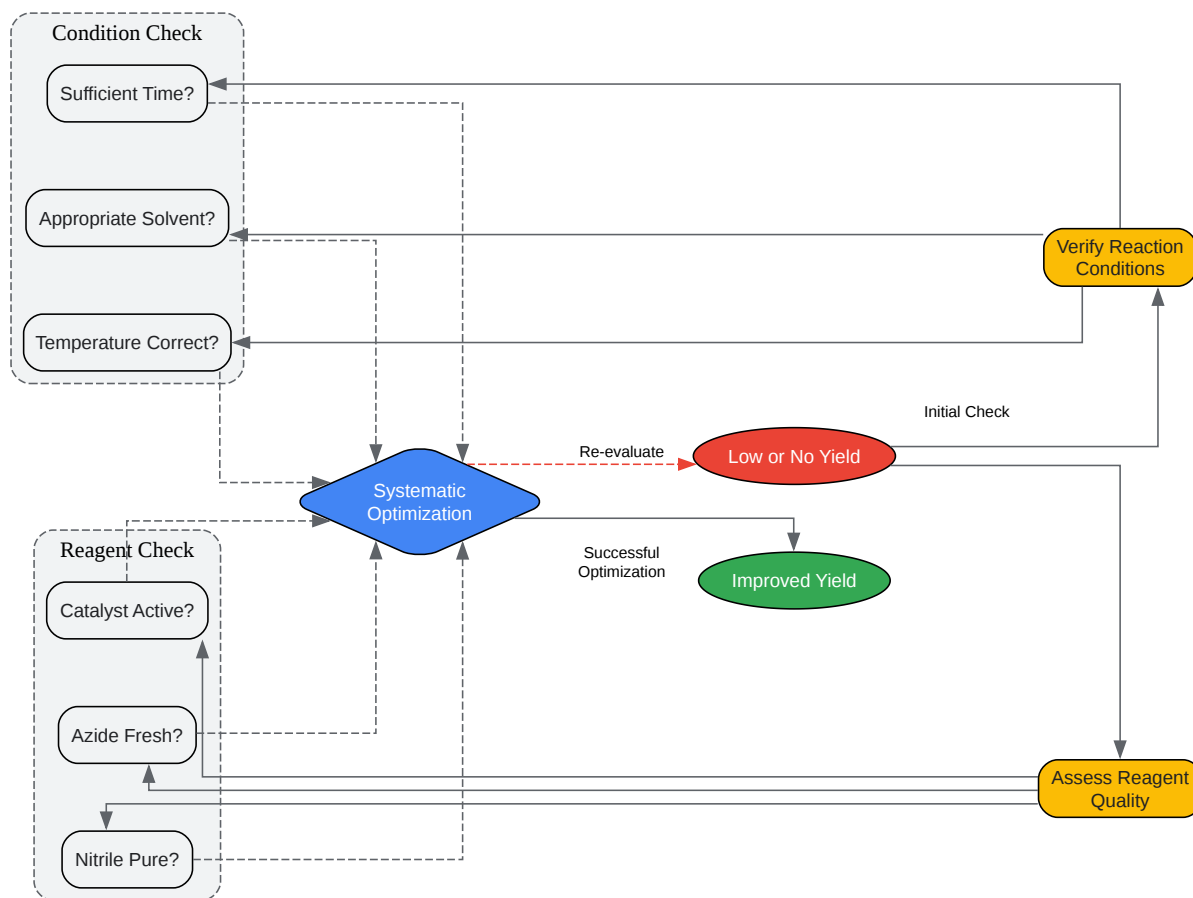 Condition Check
Sufficient Time?
Appropriate Solvent?
Verify Reaction
Conditions
Temperature Correct?
Initial Check
Re-evaluate
Low or No Yield
Systematic
Optimization
Successful
Optimization
Improved Yield
Reagent Check
Catalyst Active?
Azide Fresh?
Assess Reagent
Quality
Nitrile Pure?